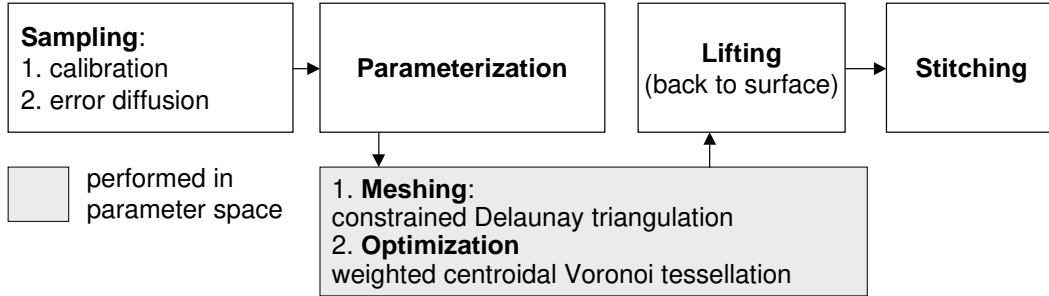 Sampling:
1. calibration
2. error diffusion
Parameterization
Lifting
(back to surface)
Stitching
performed in
parameter space
1. Meshing:
constrained Delaunay triangulation
2. Optimization
weighted centroidal Voronoi tessellation